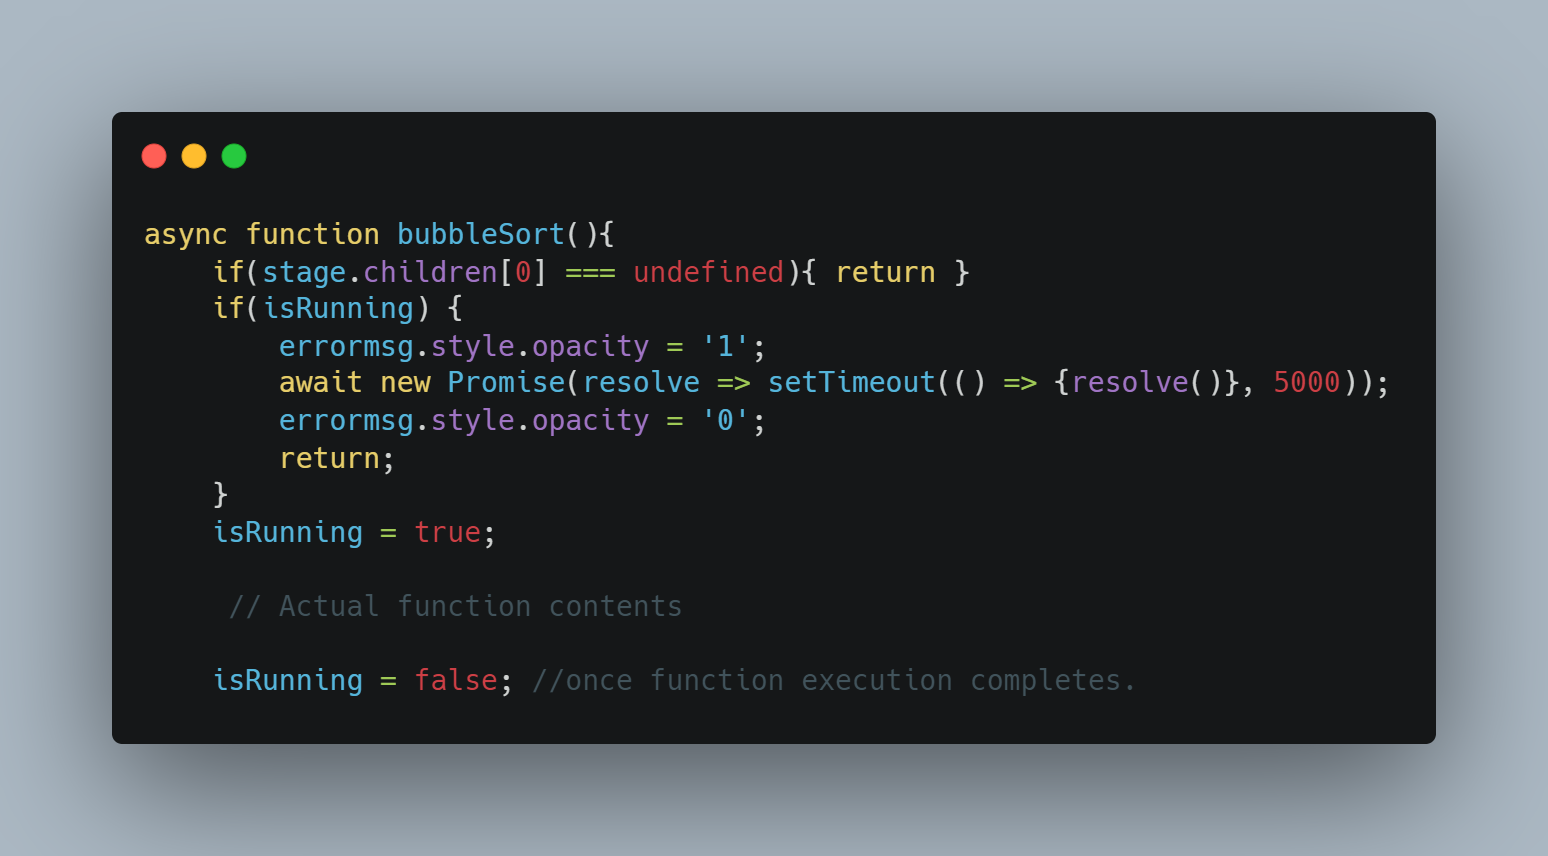 async function bubbleSort(){
    if(stage.children[0] === undefined){ return }
    if(isRunning) {
        errormsg.style.opacity = '1';
        await new Promise(resolve => setTimeout(() => {resolve()}, 5000));
        errormsg.style.opacity = '0';
        return;
    }
    isRunning = true;

     // Actual function contents

    isRunning = false; //once function execution completes.